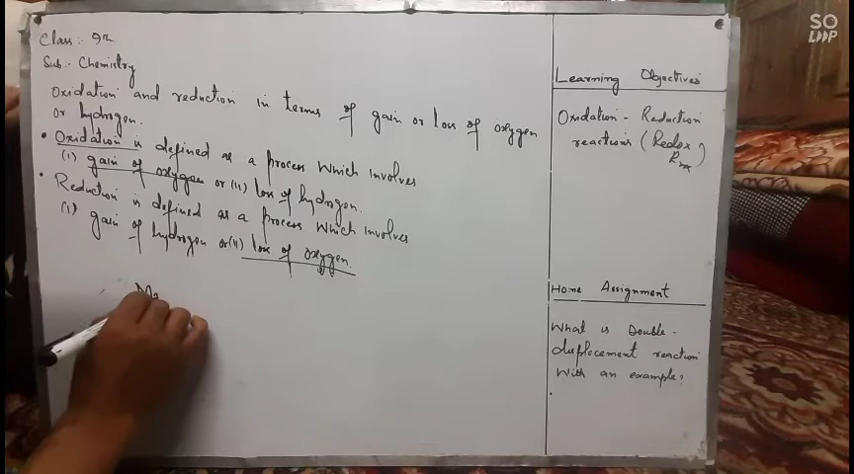 Class :- 9th
Sub :- Chemistry
Oxidation and reduction in terms of gain or loss of oxygen
or hydrogen.
• Oxidation is defined as a process which involves
(i) gain of oxygen or (ii) loss of hydrogen.
• Reduction is defined as a process which involves
(i) gain of hydrogen or (ii) loss of oxygen.
Learning Objectives
Oxidation - Reduction
reactions (Redox
Rxn)
Home Assignment
What is Double -
displacement reaction
with an example?
SO
LOOP